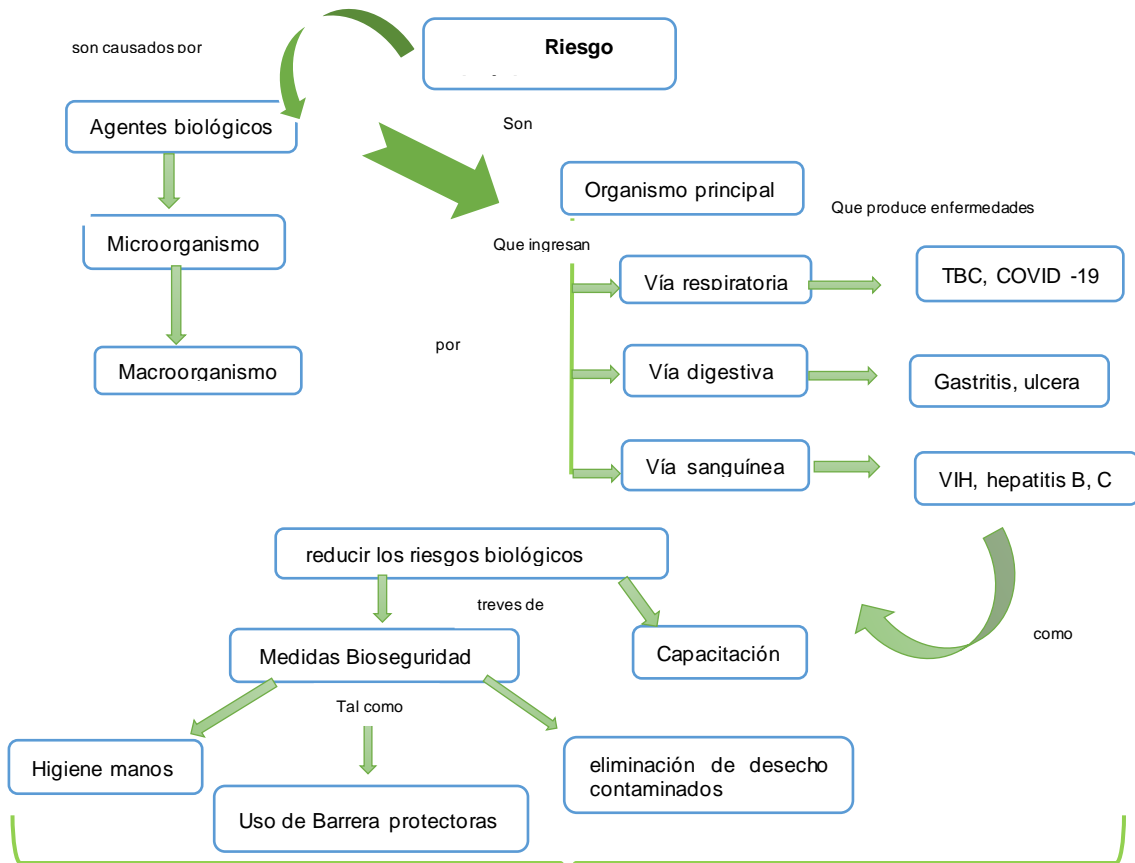 Riesgo
son causados por
Agentes biológicos
Son
Organismo principal
Que produce enfermedades
Microorganismo
Que ingresan
Vía respiratoria
TBC, COVID -19
por
Macroorganismo
Vía digestiva
Gastritis, ulcera
Vía sanguínea
VIH, hepatitis B, C
reducir los riesgos biológicos
treves de
como
Medidas Bioseguridad
Capacitación
Tal como
Higiene manos
eliminación de desecho
contaminados
Uso de Barrera protectoras